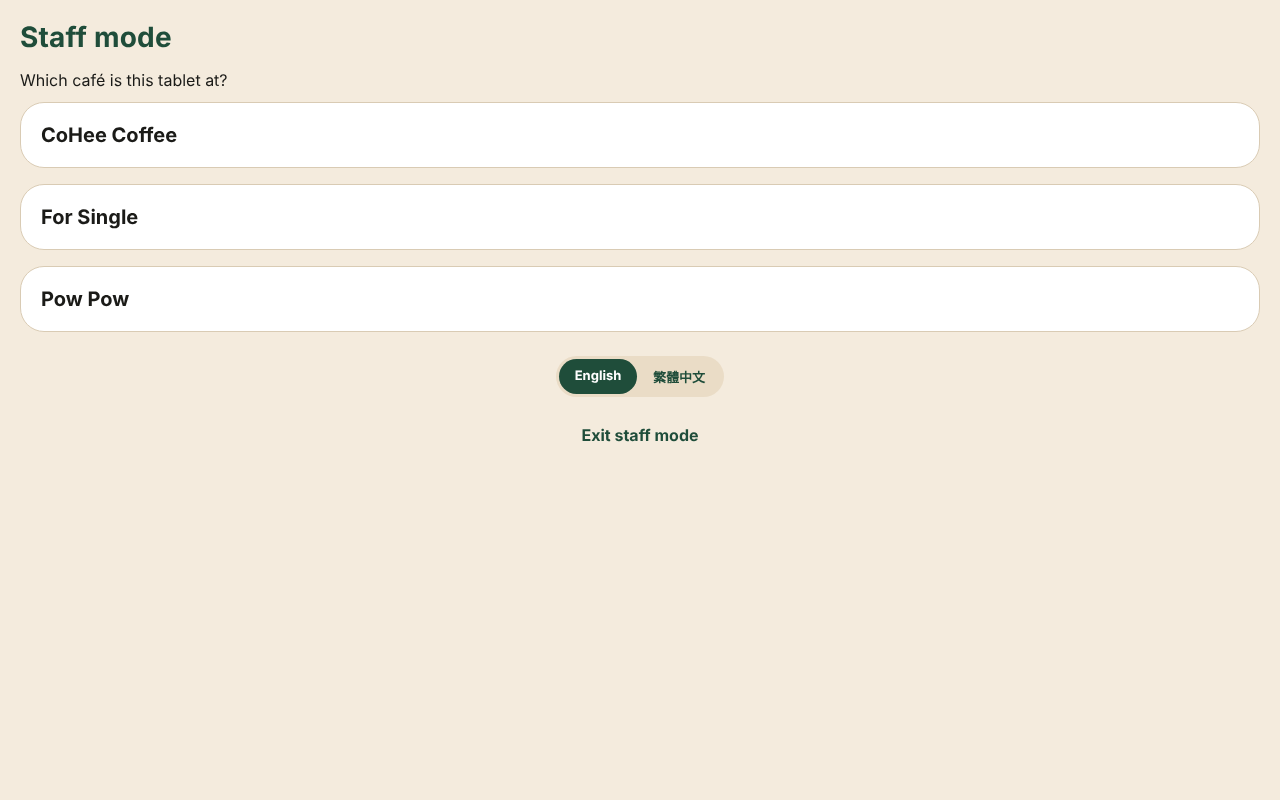 Staff mode
Which café is this tablet at?
CoHee Coffee
For Single
Pow Pow
English
繁體中文
Exit staff mode